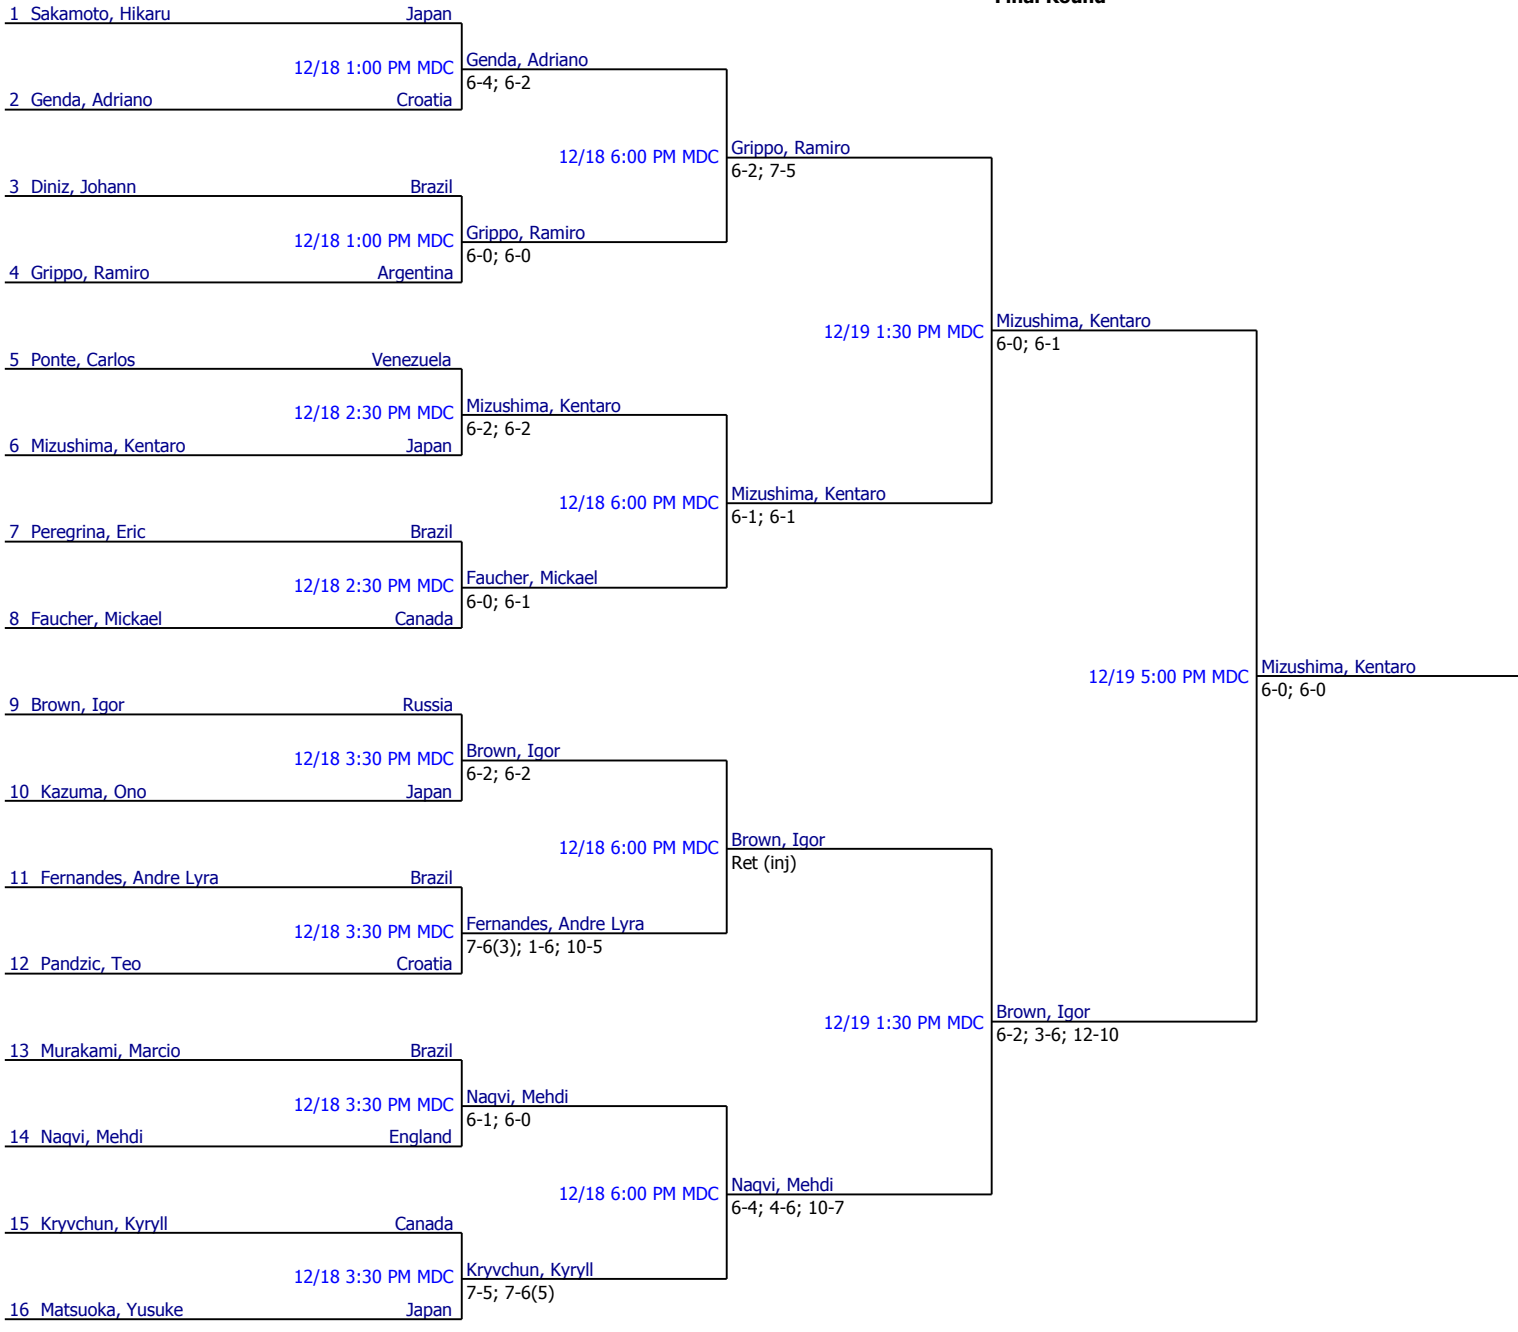 Final Round
1 Sakamoto, Hikaru Japan
12/18 1:00 PM MDC
Genda, Adriano
6-4; 6-2
2 Genda, Adriano Croatia
12/18 6:00 PM MDC
Grippo, Ramiro
6-2; 7-5
3 Diniz, Johann Brazil
12/18 1:00 PM MDC
Grippo, Ramiro
6-0; 6-0
4 Grippo, Ramiro Argentina
12/19 1:30 PM MDC
Mizushima, Kentaro
6-0; 6-1
5 Ponte, Carlos Venezuela
12/18 2:30 PM MDC
Mizushima, Kentaro
6-2; 6-2
6 Mizushima, Kentaro Japan
12/18 6:00 PM MDC
Mizushima, Kentaro
6-1; 6-1
7 Peregrina, Eric Brazil
12/18 2:30 PM MDC
Faucher, Mickael
6-0; 6-1
8 Faucher, Mickael Canada
12/19 5:00 PM MDC
Mizushima, Kentaro
6-0; 6-0
9 Brown, Igor Russia
12/18 3:30 PM MDC
Brown, Igor
6-2; 6-2
10 Kazuma, Ono Japan
12/18 6:00 PM MDC
Brown, Igor
Ret (inj)
11 Fernandes, Andre Lyra Brazil
12/18 3:30 PM MDC
Fernandes, Andre Lyra
7-6(3); 1-6; 10-5
12 Pandzic, Teo Croatia
12/19 1:30 PM MDC
Brown, Igor
6-2; 3-6; 12-10
13 Murakami, Marcio Brazil
12/18 3:30 PM MDC
Naqvi, Mehdi
6-1; 6-0
14 Naqvi, Mehdi England
12/18 6:00 PM MDC
Naqvi, Mehdi
6-4; 4-6; 10-7
15 Kryvchun, Kyryll Canada
12/18 3:30 PM MDC
Kryvchun, Kyryll
7-5; 7-6(5)
16 Matsuoka, Yusuke Japan